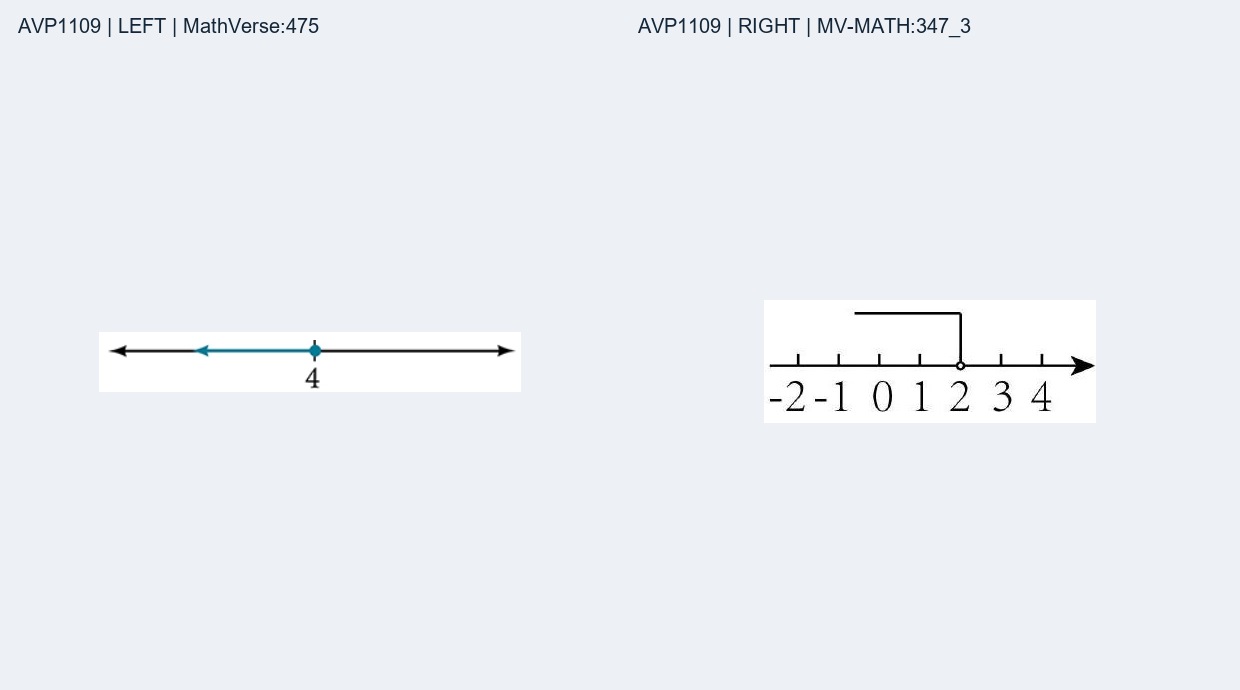 AVP1109 | LEFT | MathVerse:475
AVP1109 | RIGHT | MV-MATH:347_3
4
-2 -1 0 1 2 3 4